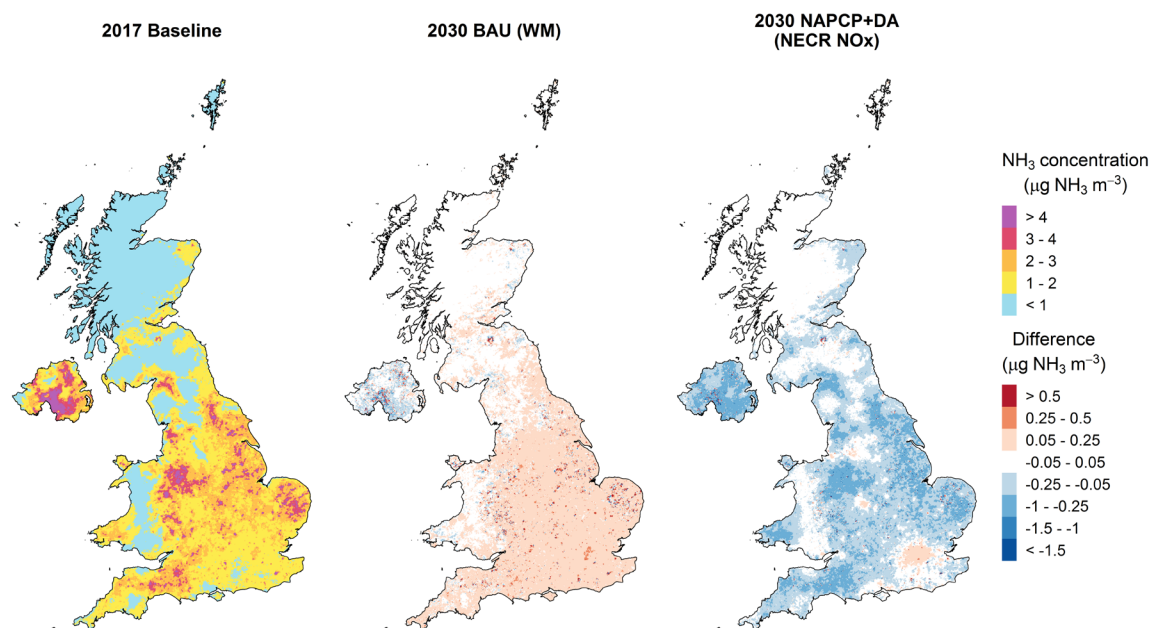 2017 Baseline
2030 BAU (WM)
2030 NAPCP+DA
(NECR NOx)
NH₃ concentration
(μg NH₃ m⁻³)
> 4
3 - 4
2 - 3
1 - 2
< 1
Difference
(μg NH₃ m⁻³)
> 0.5
0.25 - 0.5
0.05 - 0.25
-0.05 - 0.05
-0.25 - -0.05
-1 - -0.25
-1.5 - -1
< -1.5